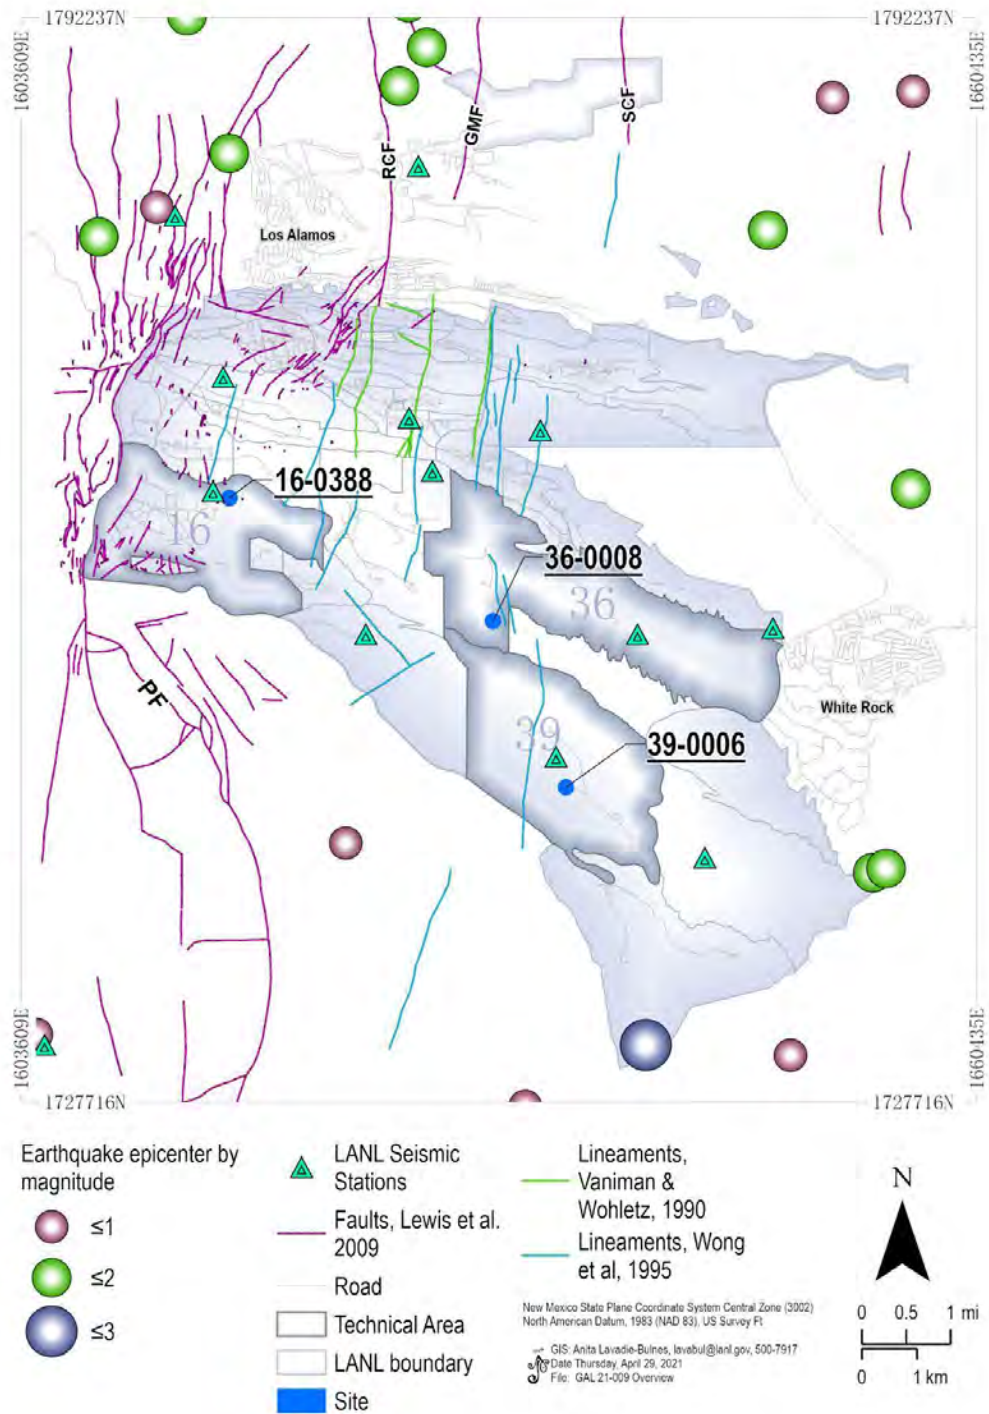 1792237N
1792237N
1603609E
1660435E
RCF
GMF
SCF
Los Alamos
16-0388
16
36-0008
36
PF
White Rock
39
39-0006
1603609E
1660435E
1727716N
1727716N
Earthquake epicenter by
magnitude
≤1
≤2
≤3
LANL Seismic
Stations
Faults, Lewis et al.
2009
Road
Technical Area
LANL boundary
Site
Lineaments,
Vaniman &
Wohletz, 1990
Lineaments, Wong
et al, 1995
New Mexico State Plane Coordinate System Central Zone (3002)
North American Datum, 1983 (NAD 83), US Survey Ft
GIS: Anita Lavadie-Bulnes, lavabul@lanl.gov, 500-7917
Date Thursday, April 29, 2021
File: GAL 21-009 Overview
N
0 0.5 1 mi
0 1 km